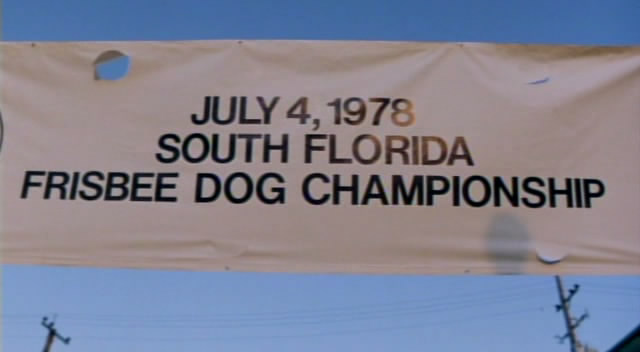 JULY 4, 1978
SOUTH FLORIDA
FRISBEE DOG CHAMPIONSHIP